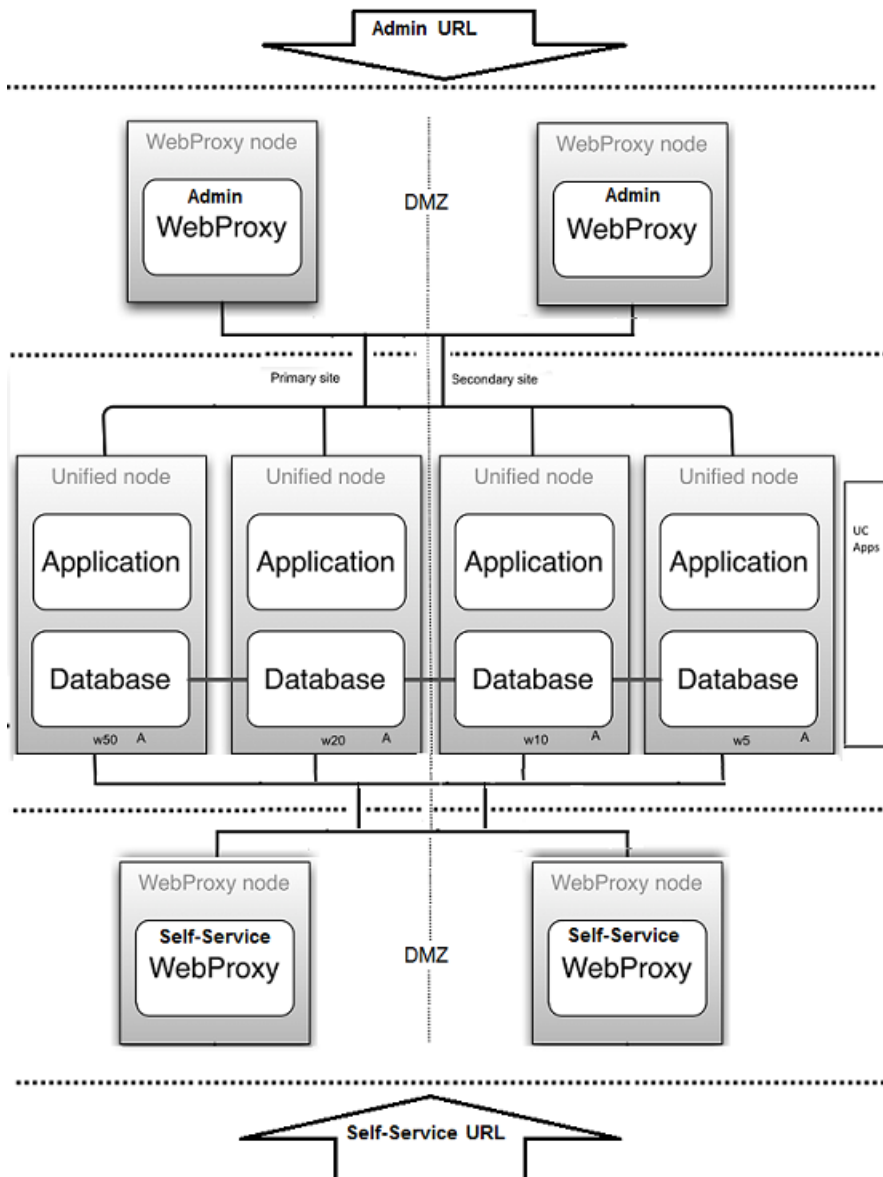 Admin URL
WebProxy node
WebProxy node
Admin
WebProxy
Admin
WebProxy
DMZ
Primary site
Secondary site
Unified node
Unified node
Unified node
Unified node
Application
Application
Application
Application
UC
Apps
Database
Database
Database
Database
w50 A
w20 A
w10 A
w5 A
WebProxy node
WebProxy node
Self-Service
WebProxy
Self-Service
WebProxy
DMZ
Self-Service URL